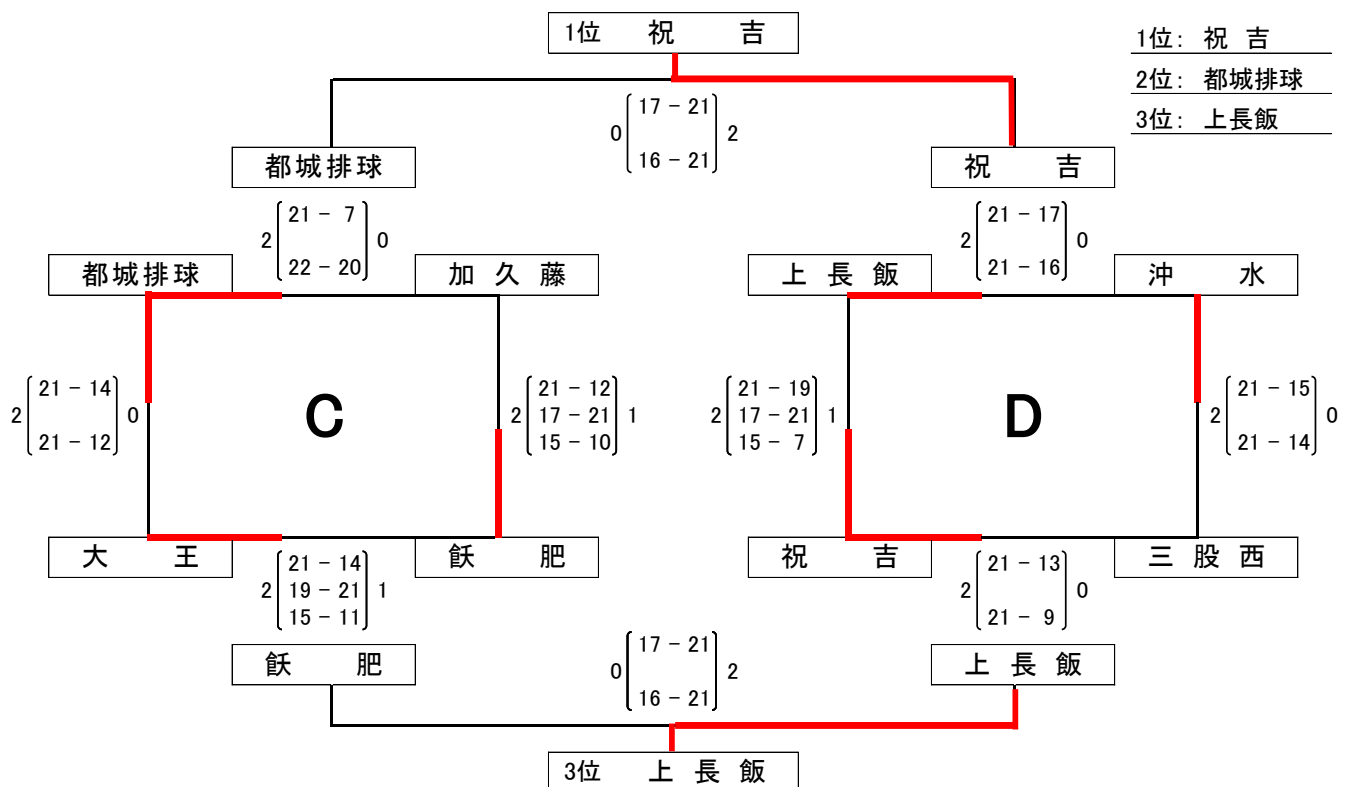 1位 祝 吉
1位: 祝 吉
2位: 都城排球
3位: 上長飯
0 17 - 21 2
16 - 21
都城排球
祝 吉
2 21 - 7 0
22 - 20
2 21 - 17 0
21 - 16
都城排球
加久藤
上長飯
沖水
2 21 - 14 0
21 - 12
C
2 21 - 12 1
17 - 21
15 - 10
2 21 - 19 1
17 - 21
15 - 7
D
2 21 - 15 0
21 - 14
大王
飫肥
祝吉
三股西
2 21 - 14 1
19 - 21
15 - 11
2 21 - 13 0
21 - 9
飫肥
0 17 - 21 2
16 - 21
上長飯
3位 上長飯